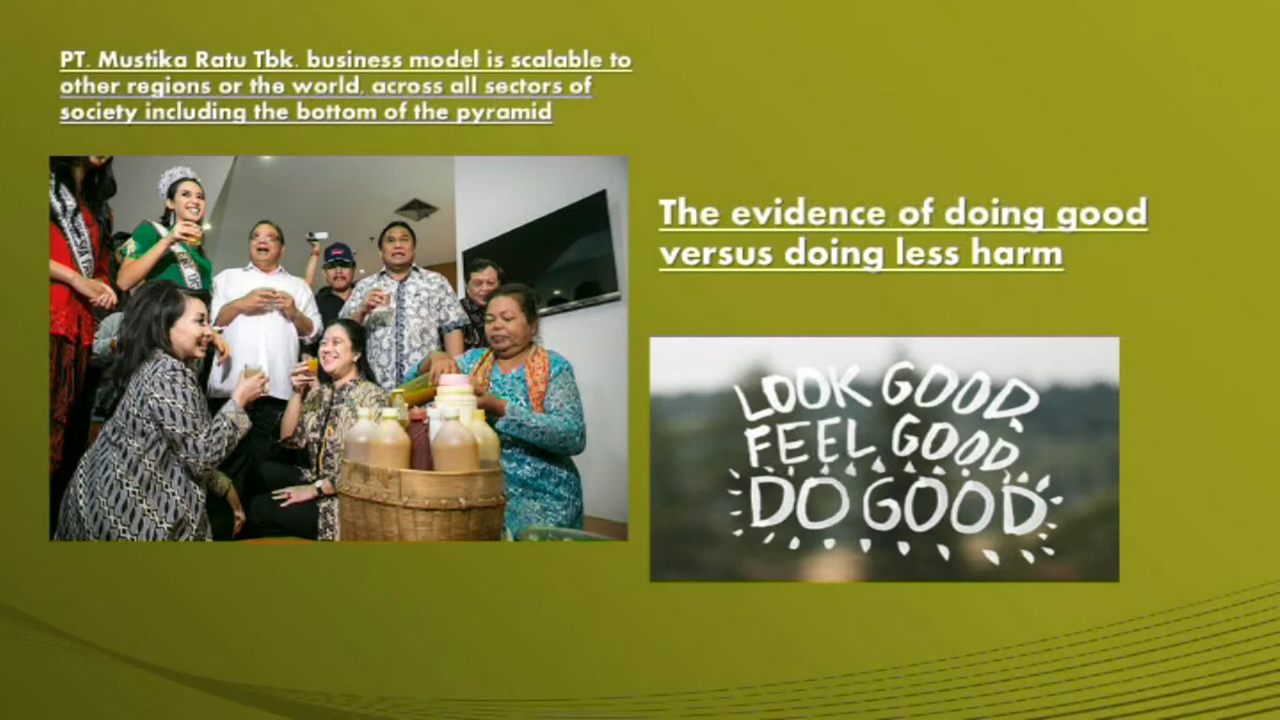 PT. Mustika Ratu Tbk. business model is scalable to
other regions or the world, across all sectors of
society including the bottom of the pyramid
The evidence of doing good
versus doing less harm
LOOK GOOD
FEEL GOOD
DO GOOD